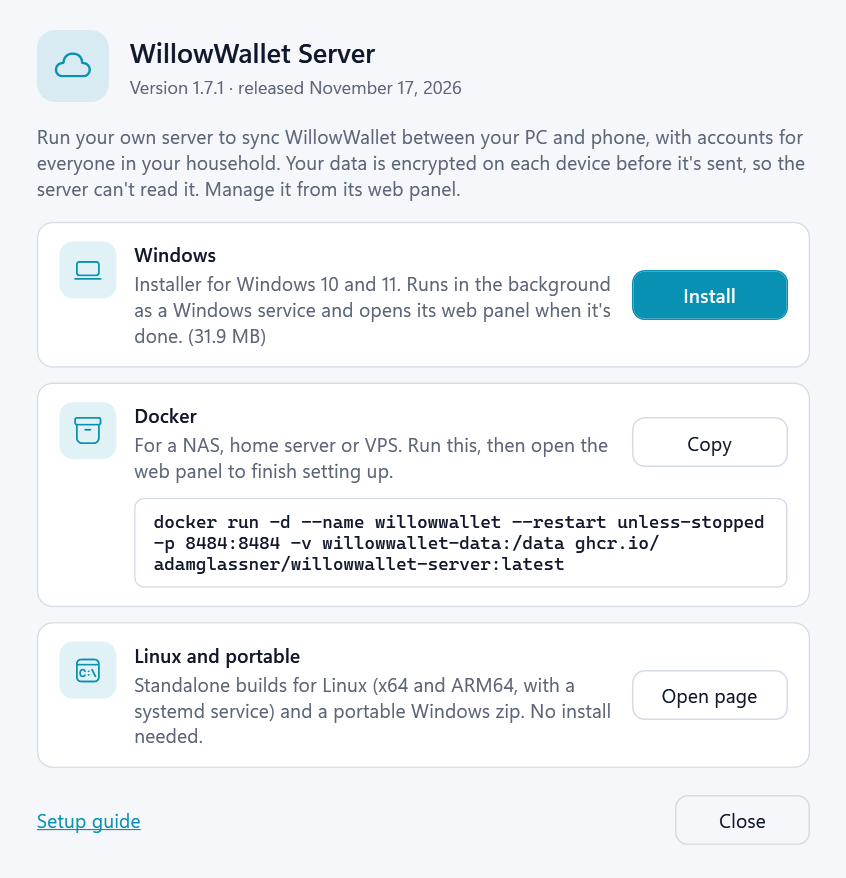 WillowWallet Server
Version 1.7.1 · released November 17, 2026
Run your own server to sync WillowWallet between your PC and phone, with accounts for
everyone in your household. Your data is encrypted on each device before it's sent, so the
server can't read it. Manage it from its web panel.
Windows
Installer for Windows 10 and 11. Runs in the background
as a Windows service and opens its web panel when it's
done. (31.9 MB)
Install
Docker
For a NAS, home server or VPS. Run this, then open the
web panel to finish setting up.
Copy
docker run -d --name willowwallet --restart unless-stopped
-p 8484:8484 -v willowwallet-data:/data ghcr.io/
adamglassner/willowwallet-server:latest
C:\
Linux and portable
Standalone builds for Linux (x64 and ARM64, with a
systemd service) and a portable Windows zip. No install
needed.
Open page
Setup guide
Close